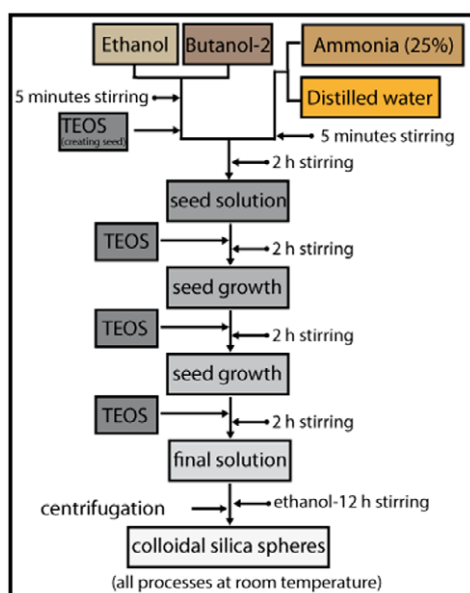 Ethanol
Butanol-2
Ammonia (25%)
5 minutes stirring
Distilled water
TEOS
(creating seed)
5 minutes stirring
2 h stirring
seed solution
TEOS
2 h stirring
seed growth
TEOS
2 h stirring
seed growth
TEOS
2 h stirring
final solution
centrifugation
ethanol-12 h stirring
colloidal silica spheres
(all processes at room temperature)